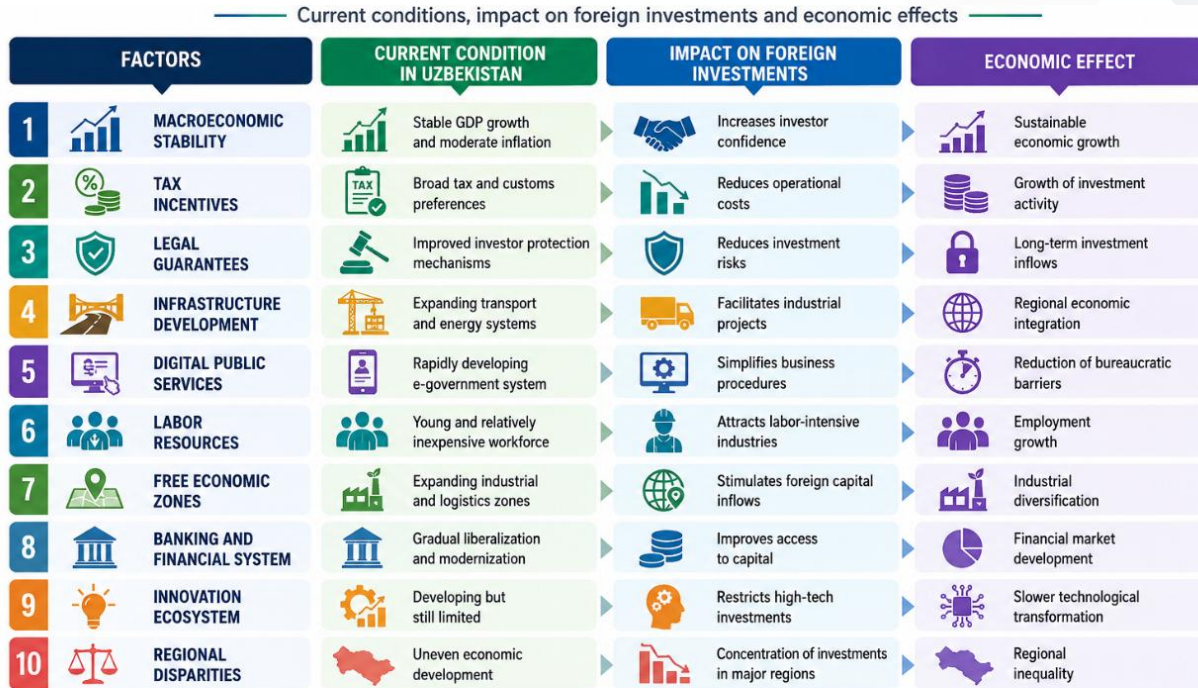 Current conditions, impact on foreign investments and economic effects
FACTORS
CURRENT CONDITION
IN UZBEKISTAN
IMPACT ON FOREIGN
INVESTMENTS
ECONOMIC EFFECT
1
MACROECONOMIC
STABILITY
Stable GDP growth
and moderate inflation
Increases investor
confidence
Sustainable
economic growth
2
%
TAX
INCENTIVES
TAX
Broad tax and customs
preferences
Reduces operational
costs
Growth of investment
activity
3
LEGAL
GUARANTEES
Improved investor protection
mechanisms
Reduces investment
risks
Long-term investment
inflows
4
INFRASTRUCTURE
DEVELOPMENT
Expanding transport
and energy systems
Facilitates industrial
projects
Regional economic
integration
5
DIGITAL PUBLIC
SERVICES
Rapidly developing
e-government system
Simplifies business
procedures
Reduction of bureaucratic
barriers
6
LABOR
RESOURCES
Young and relatively
inexpensive workforce
Attracts labor-intensive
industries
Employment
growth
7
FREE ECONOMIC
ZONES
Expanding industrial
and logistics zones
Stimulates foreign capital
inflows
Industrial
diversification
8
BANKING AND
FINANCIAL SYSTEM
Gradual liberalization
and modernization
Improves access
to capital
Financial market
development
9
INNOVATION
ECOSYSTEM
Developing but
still limited
Restricts high-tech
investments
Slower technological
transformation
10
REGIONAL
DISPARITIES
Uneven economic
development
Concentration of investments
in major regions
Regional
inequality